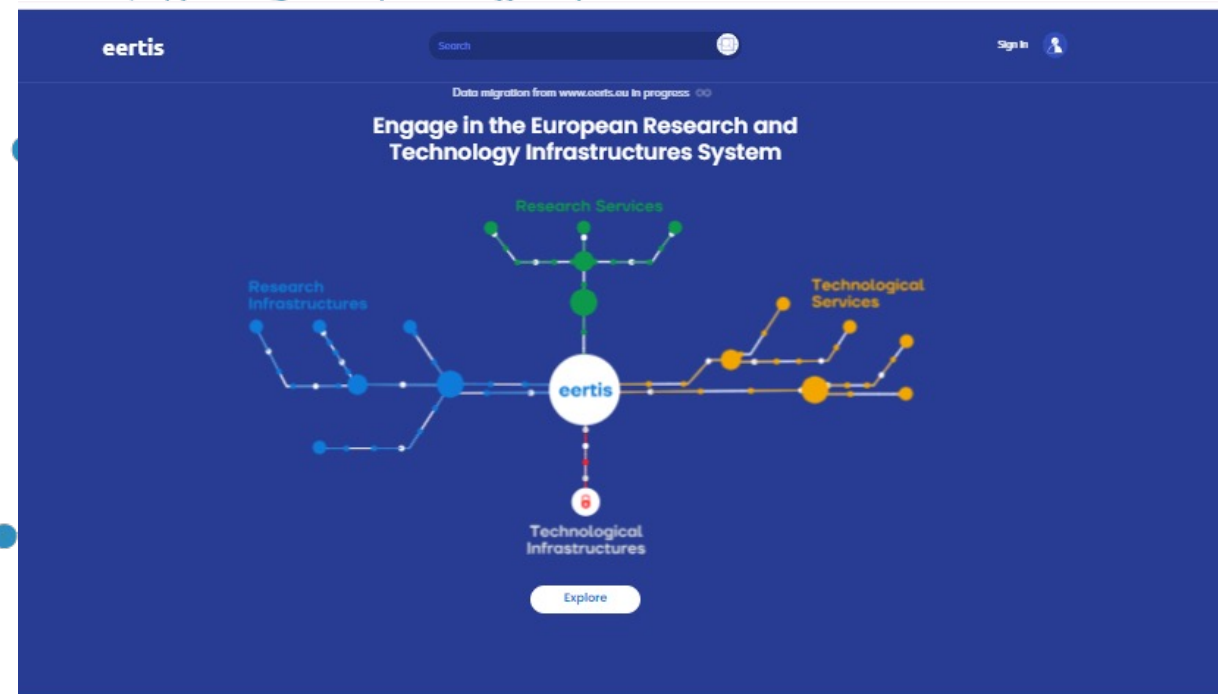 eertis
Search
Sign In
Data migration from www.eeris.eu in progress
Engage in the European Research and
Technology Infrastructures System
Research Services
Research
Infrastructures
Technological
Services
eertis
Technological
Infrastructures
Explore